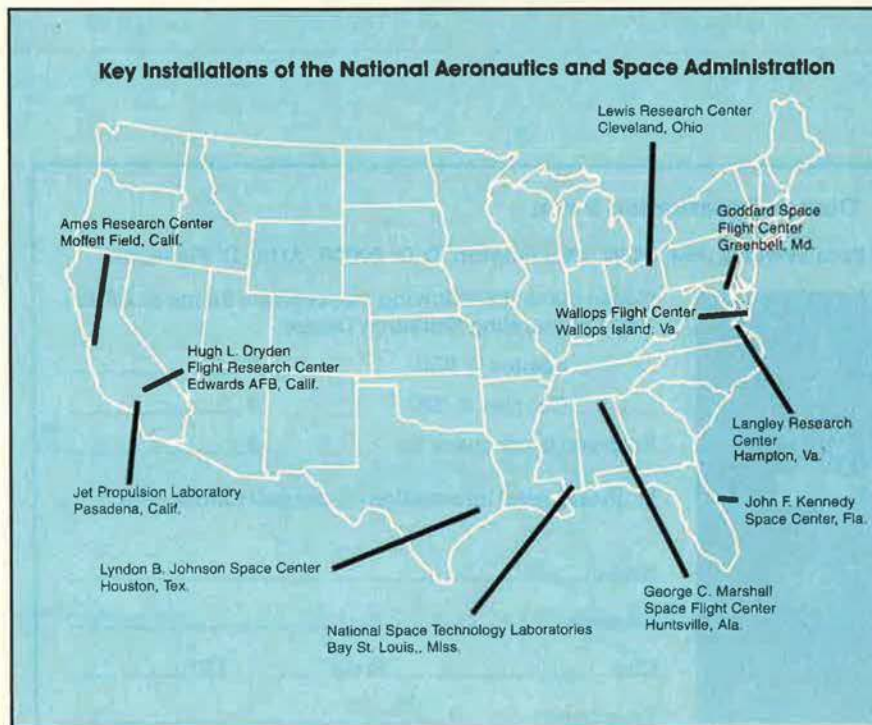 Key Installations of the National Aeronautics and Space Administration
Lewis Research Center
Cleveland, Ohio
Ames Research Center
Moffett Field, Calif.
Goddard Space
Flight Center
Greenbelt, Md.
Wallops Flight Center
Wallops Island, Va
Hugh L. Dryden
Flight Research Center
Edwards AFB, Calif.
Langley Research
Center
Hampton, Va.
Jet Propulsion Laboratory
Pasadena, Calif.
John F. Kennedy
Space Center, Fla.
Lyndon B. Johnson Space Center
Houston, Tex.
George C. Marshall
Space Flight Center
Huntsville, Ala.
National Space Technology Laboratories
Bay St. Louis,, Miss.